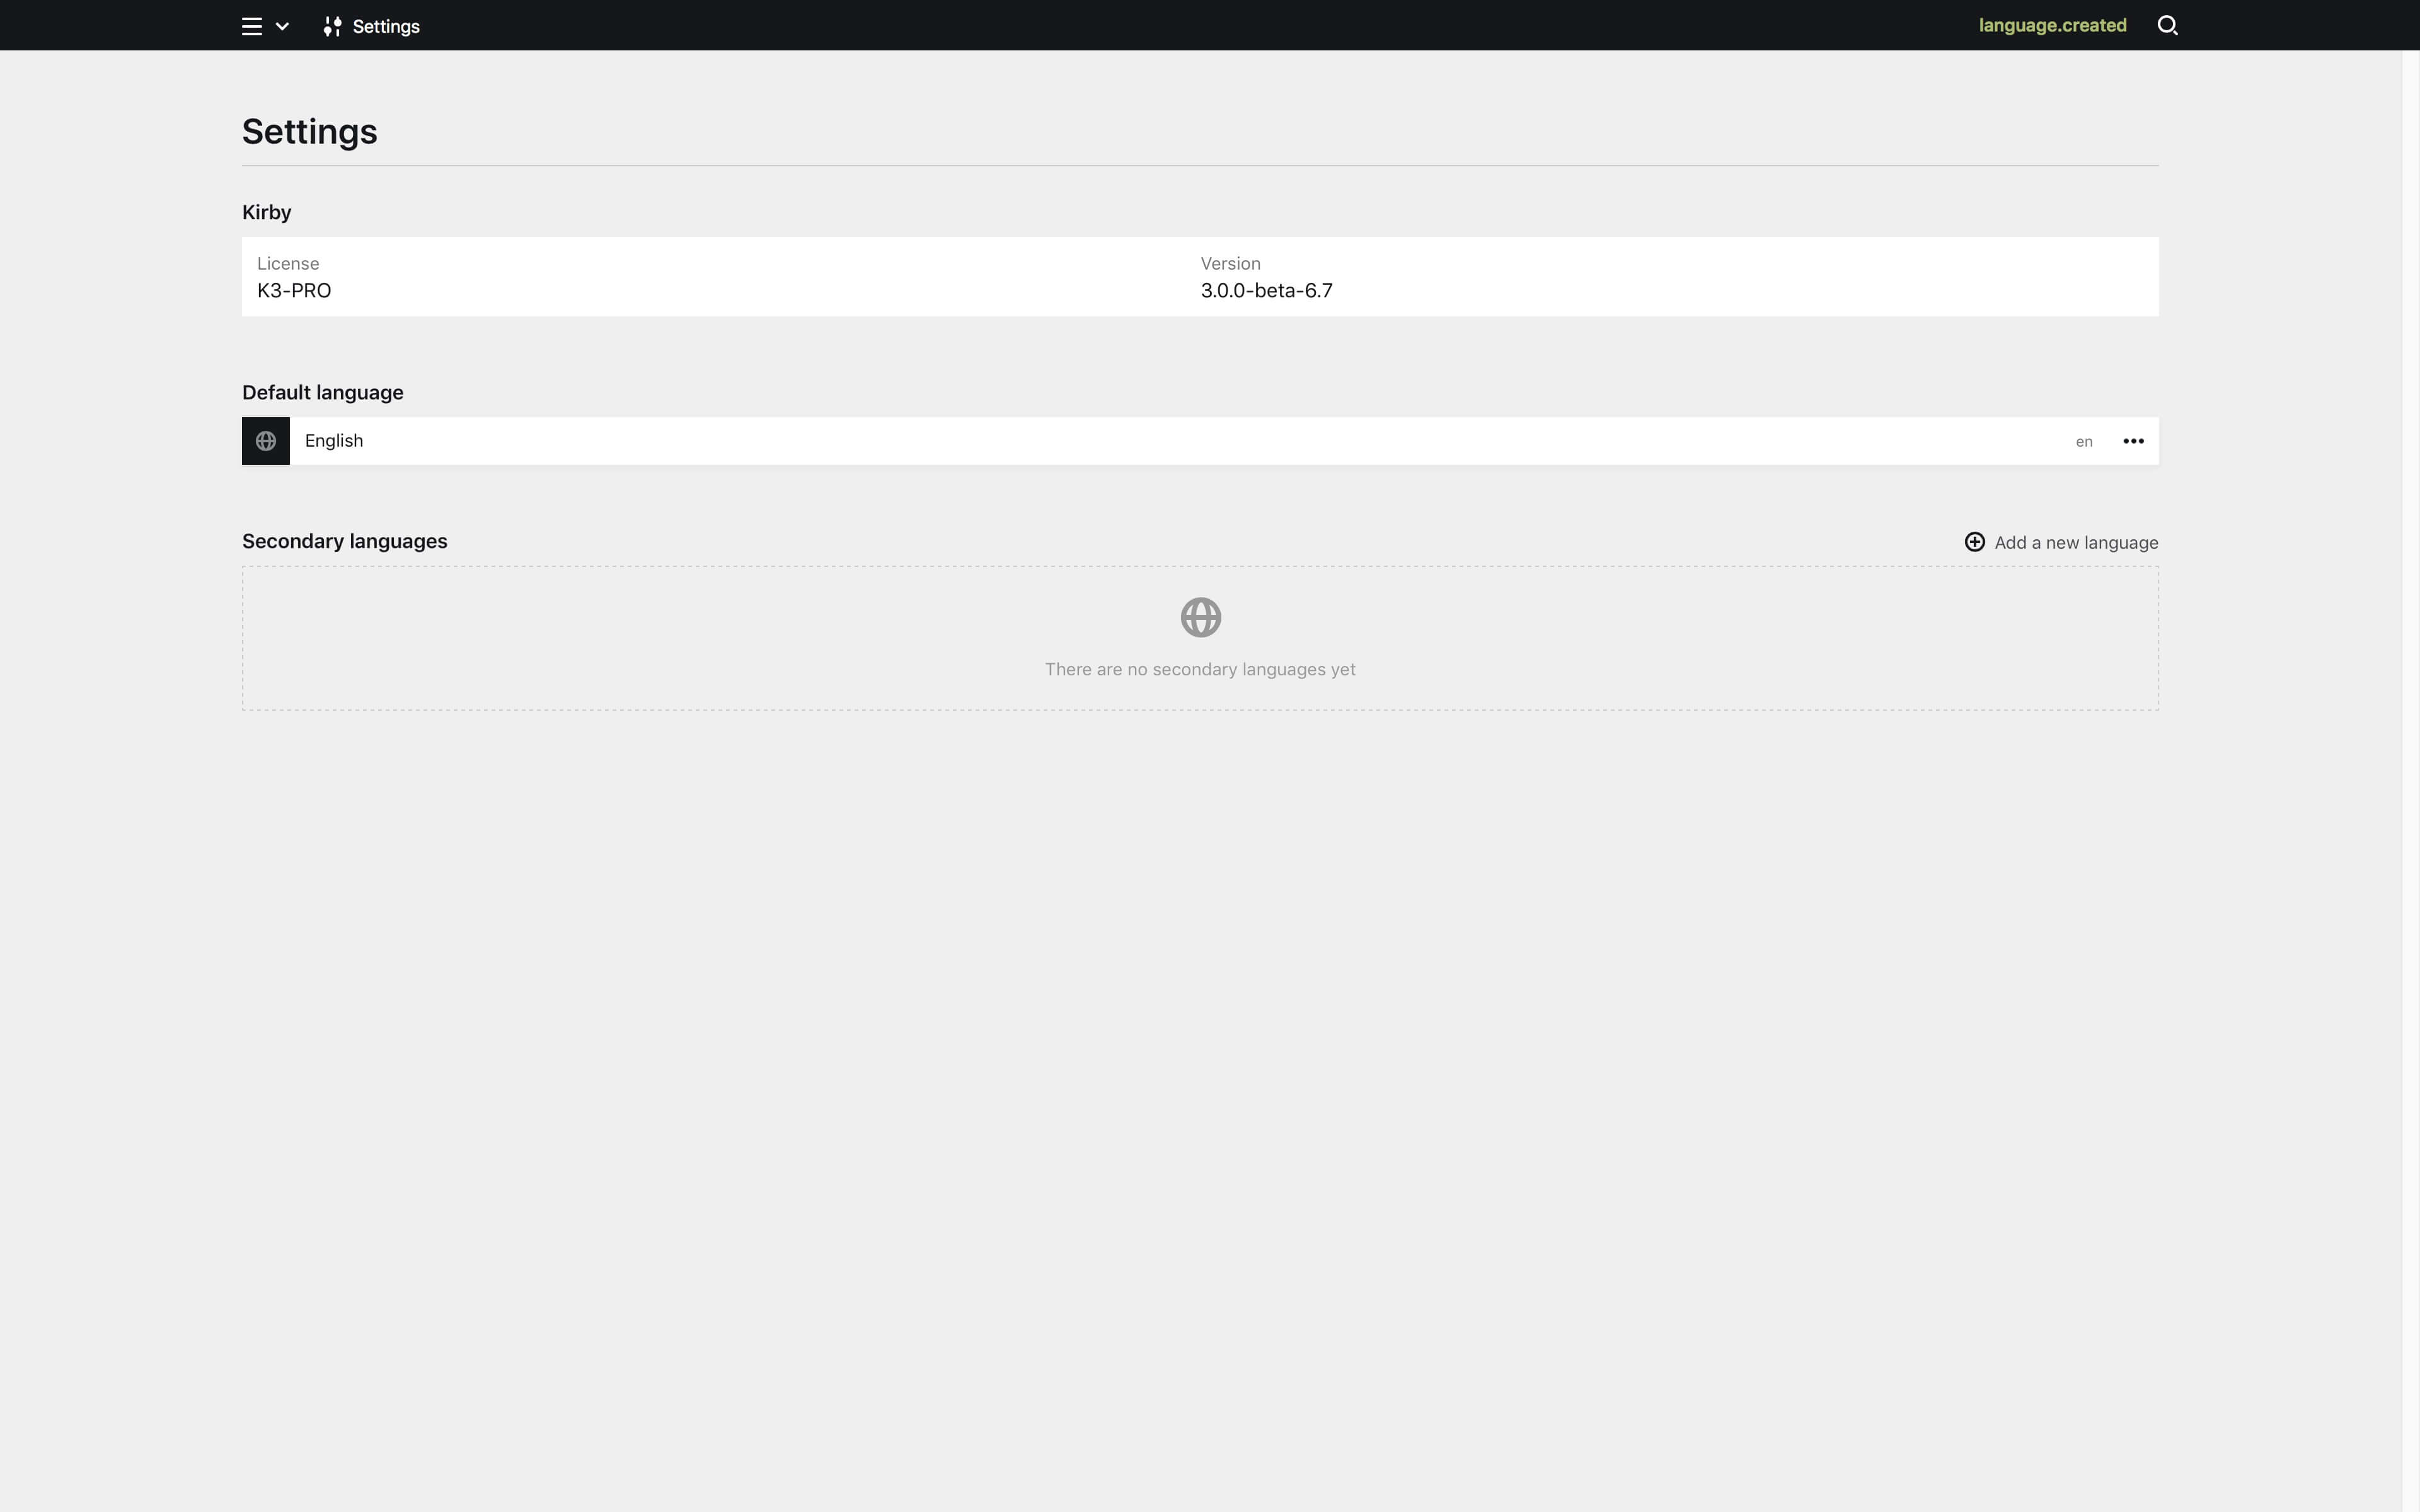 Settings
language.created
Settings
Kirby
License
Version
K3-PRO
3.0.0-beta-6.7
Default language
English
en
Secondary languages
Add a new language
There are no secondary languages yet